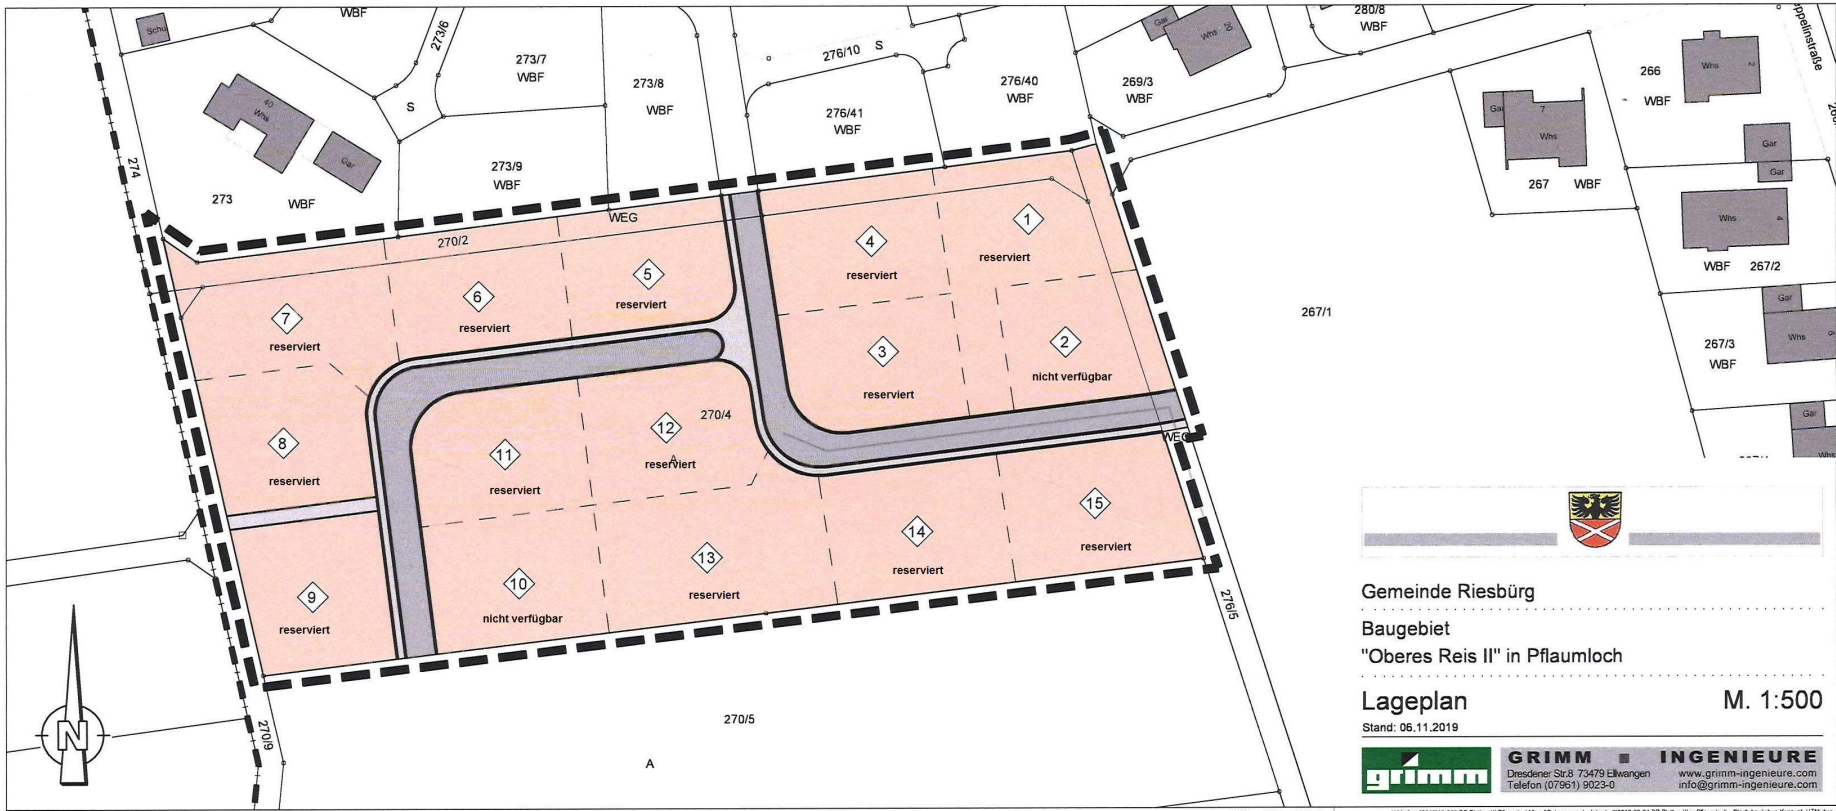 Schu
WBF
273/6
273/7
WBF
273/8
WBF
276/10 S
276/41
WBF
276/40
WBF
Gar
Whs
20
269/3
WBF
280/8
WBF
266
WBF
Whs
2
274
40
Whs
Gar
S
273
WBF
273/9
WBF
Gar
7
Whs
267 WBF
Gar
Gar
Whs
4
WBF 267/2
Gar
Whs
6
267/3
WBF
Gar
Whs
267/1
WEG
270/2
1
reserviert
2
nicht verfügbar
3
reserviert
4
reserviert
5
reserviert
6
reserviert
7
reserviert
8
reserviert
9
reserviert
10
nicht verfügbar
11
reserviert
12
270/4
reserviert
A
13
reserviert
14
reserviert
15
reserviert
WEG
276/5
270/9
270/5
A
N
Gemeinde Riesbürg
Baugebiet
"Oberes Reis II" in Pflaumloch
Lageplan M. 1:500
Stand: 06.11.2019
grimm
GRIMM INGENIEURE
Dresdener Str.8 73479 Ellwangen www.grimm-ingenieure.com
Telefon (07961) 9023-0 info@grimm-ingenieure.com